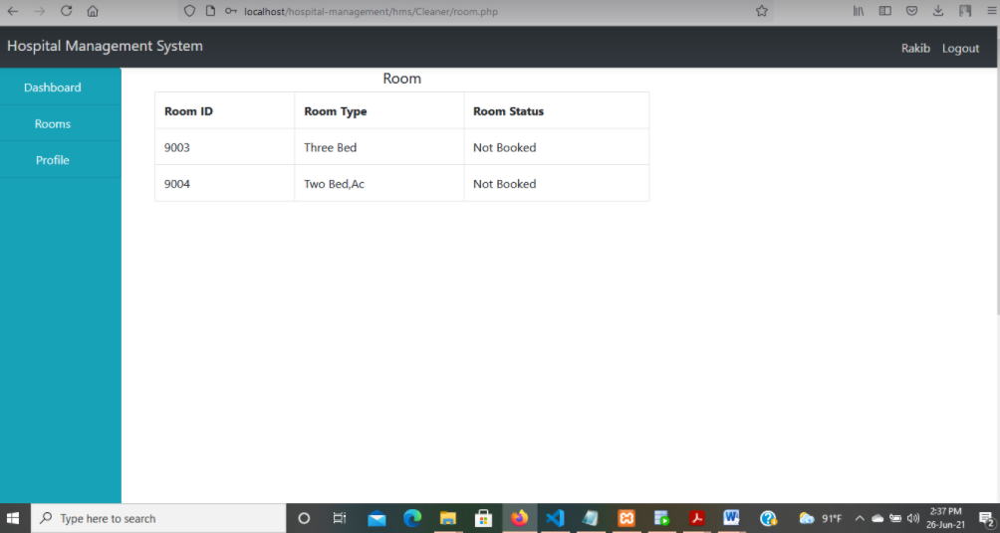 localhost/hospital-management/hms/Cleaner/room.php
Hospital Management System
Rakib Logout
Dashboard
Rooms
Profile
Room
Room ID Room Type Room Status
9003 Three Bed Not Booked
9004 Two Bed,Ac Not Booked
Type here to search
91°F
2:37 PM
26-Jun-21
2